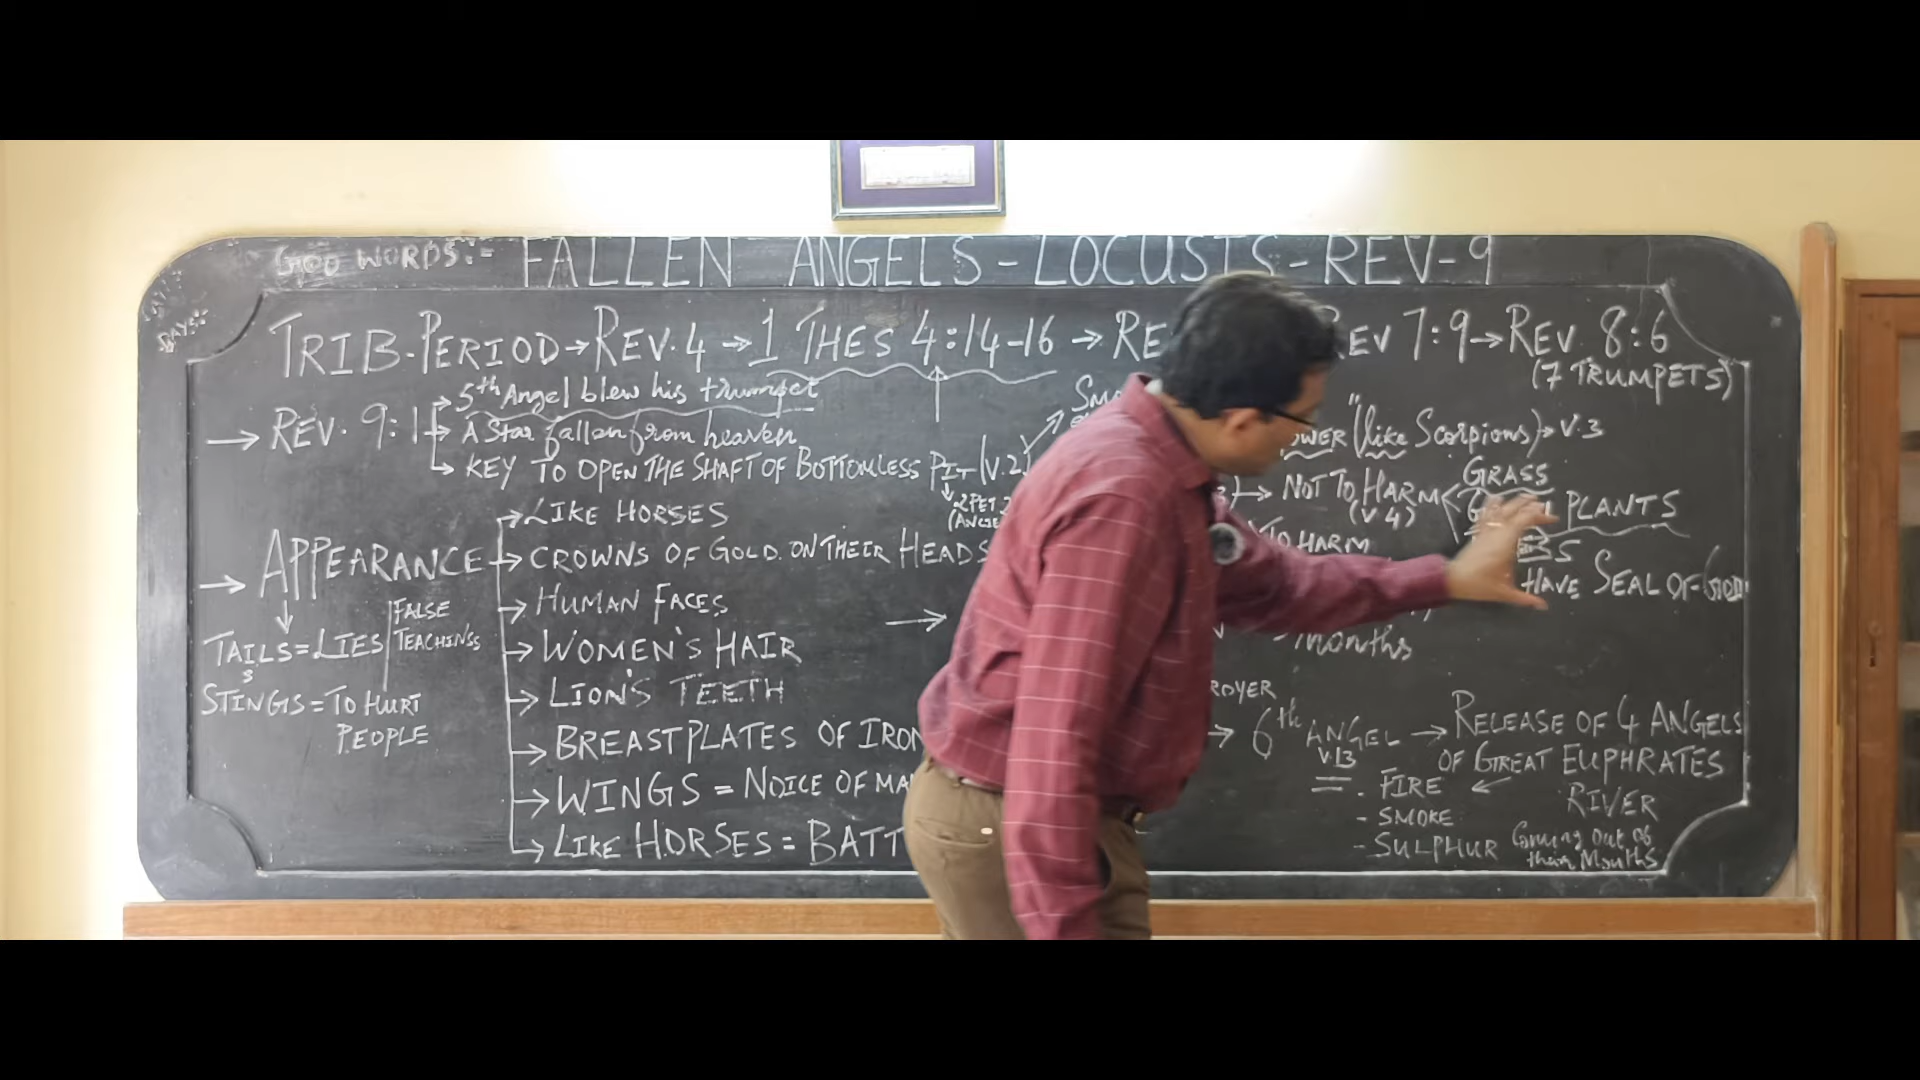 GOD WORDS:- FALLEN ANGELS-LOCUSTS-REV-9
DAYS:-
TRIB.PERIOD→REV.4→1 THES 4:14-16→RE REV 7:9→REV 8:6
(7 TRUMPETS)
→REV. 9:1
→5th Angel blew his trumpet
→A Star fallen from heaven
→KEY TO OPEN THE SHAFT OF BOTTOMLESS PIT (V.2)
2PET 2
→APPEARANCE
→LIKE HORSES
→CROWNS OF GOLD. ON THEIR HEADS
→HUMAN FACES
→WOMEN'S HAIR
→LION'S TEETH
→BREASTPLATES OF IRON
→WINGS = NOICE OF MA
→LIKE HORSES = BATT
TAILS=LIES
FALSE
TEACHINSS
STINGS=TO HURT
PEOPLE
OWER "(like Scorpions)→V.3
→NOT TO HARM
(V4)
GRASS
PLANTS
TO HARM
HAVE SEAL OF GOD
Months
ROYER
→6th ANGEL →RELEASE OF 4 ANGELS
V.13
OF GREAT EUPHRATES
RIVER
. FIRE ←
- SMOKE
- SULPHUR Coming out of
their Mouths